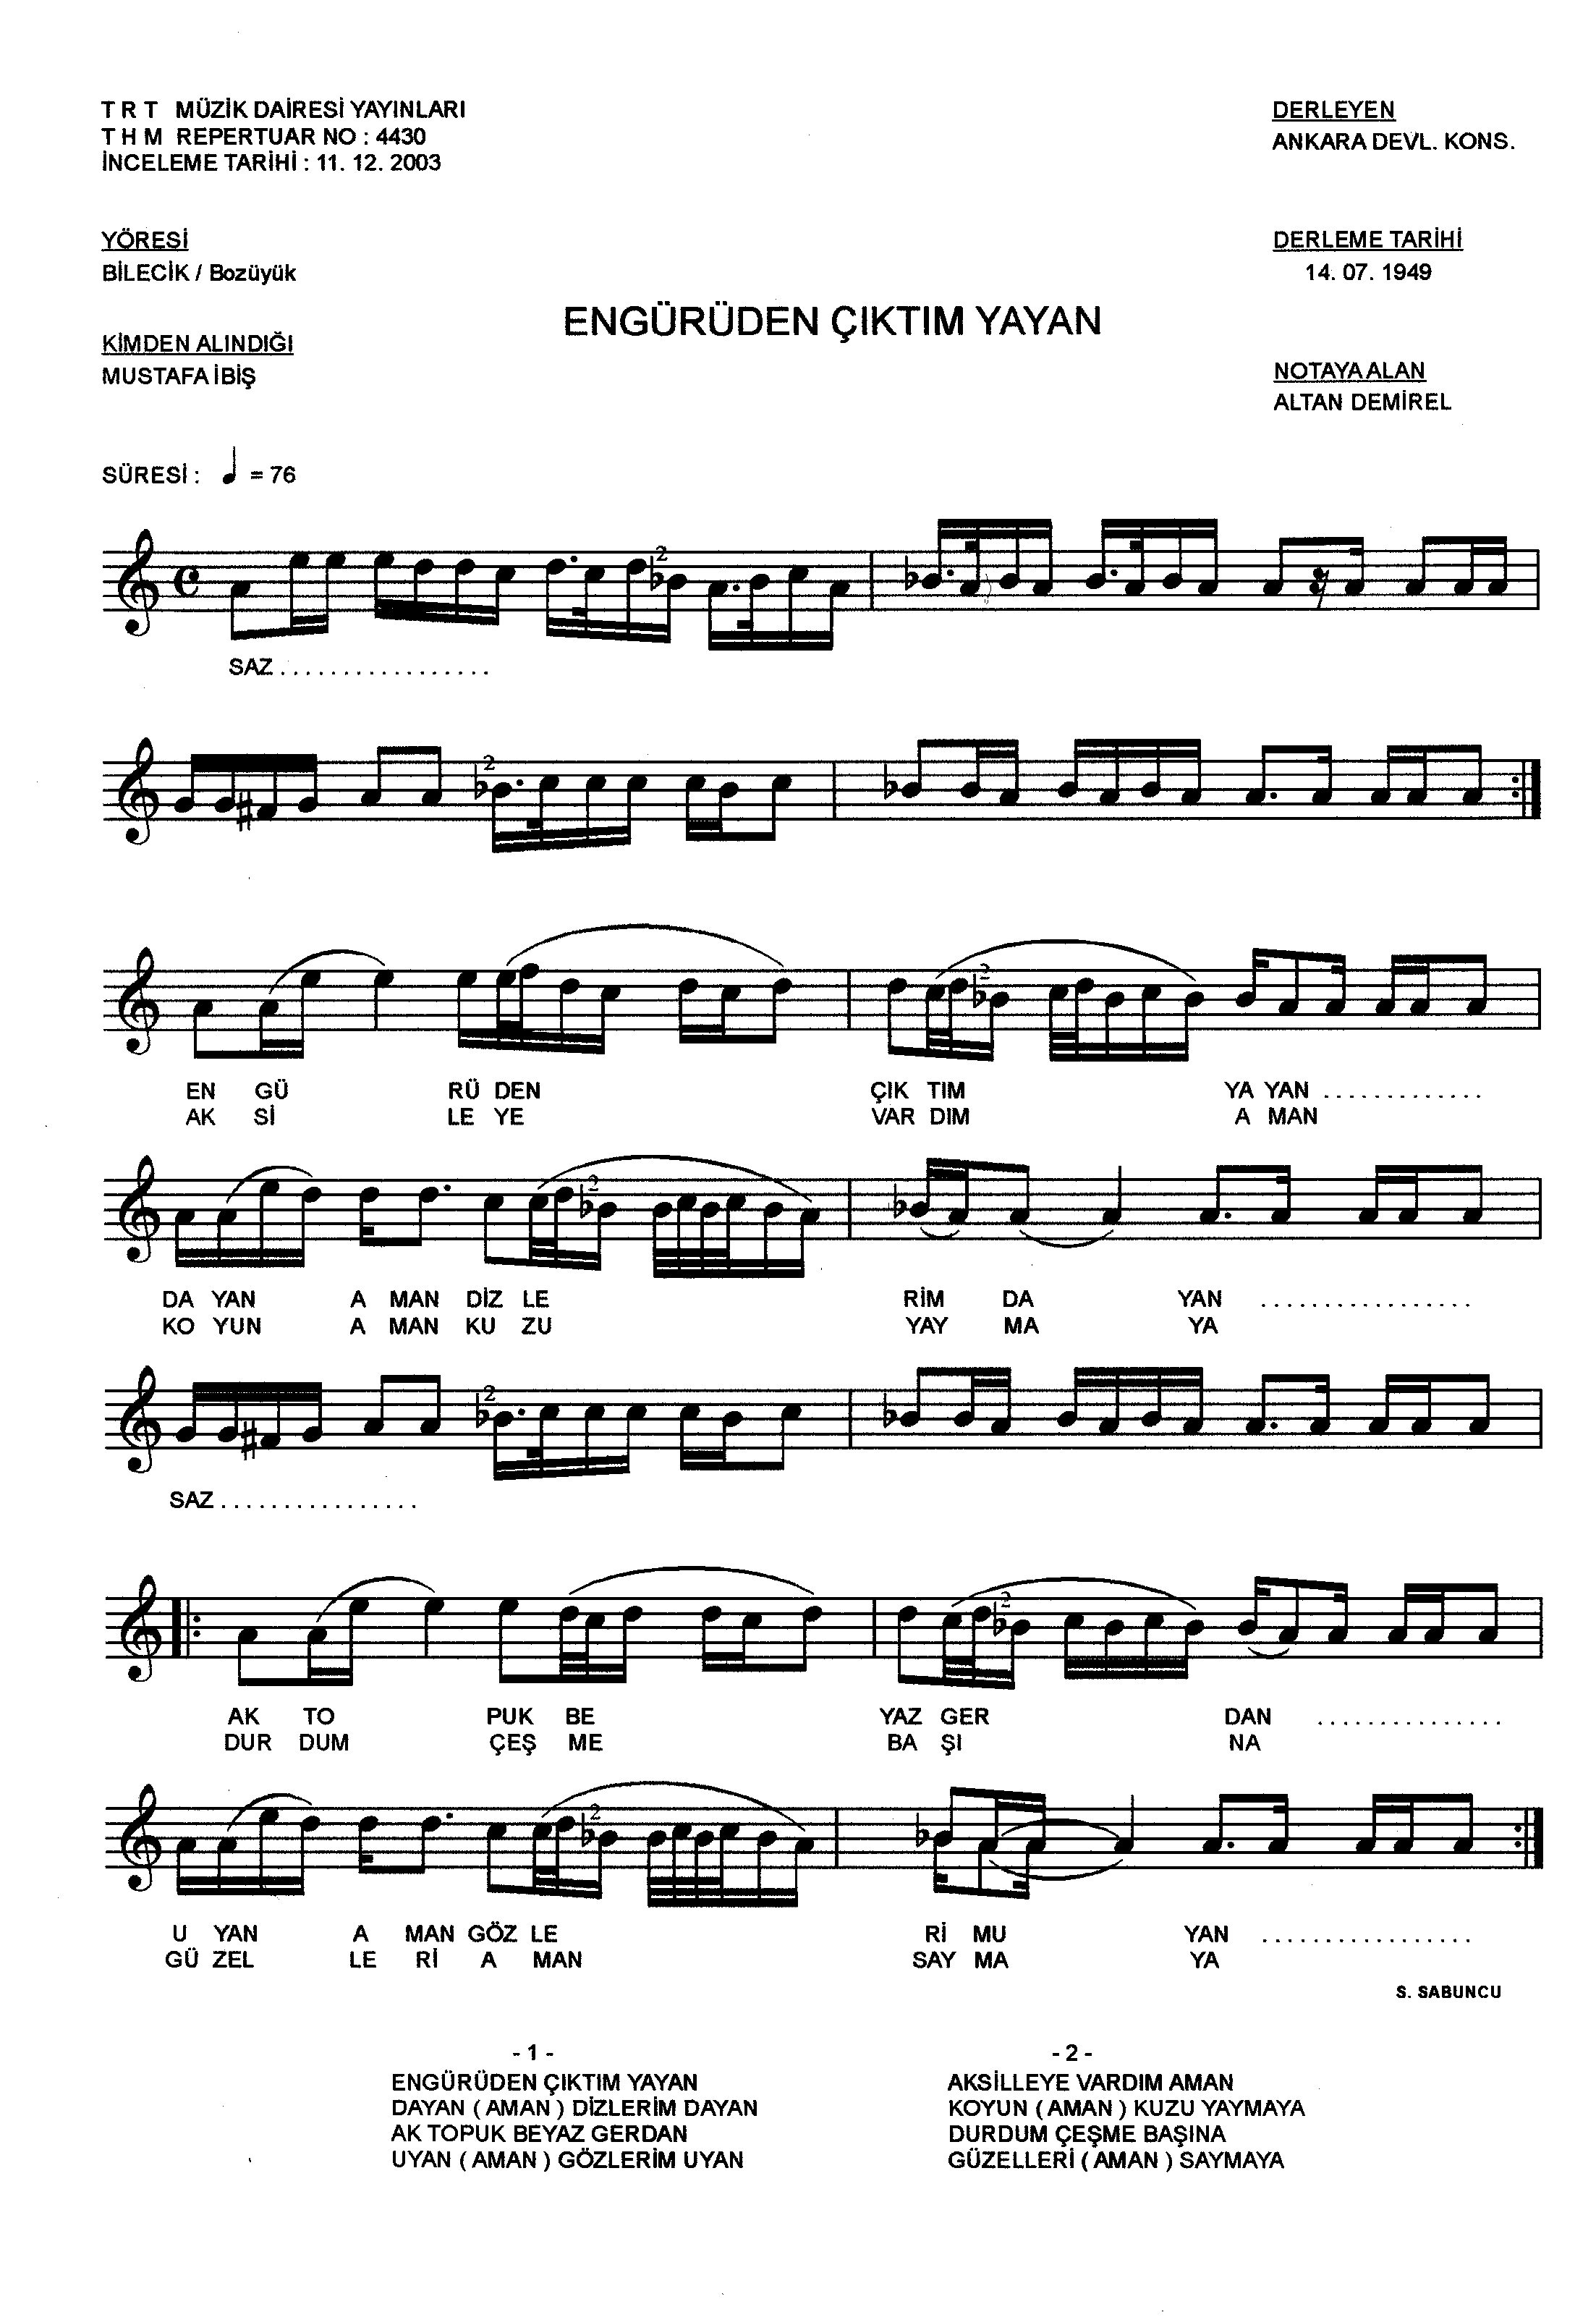 T R T MÜZİK DAİRESİ YAYINLARI
T H M REPERTUAR NO : 4430
İNCELEME TARİHİ : 11. 12. 2003
DERLEYEN
ANKARA DEVL. KONS.
YÖRESİ
BİLECİK / Bozüyük
DERLEME TARİHİ
14. 07. 1949
ENGÜRÜDEN ÇIKTIM YAYAN
KİMDEN ALINDIĞI
MUSTAFA İBİŞ
NOTAYA ALAN
ALTAN DEMİREL
SÜRESİ : ♩ = 76
2
SAZ . . . . . . . . . . . . . . . . .
2
2
EN GÜ RÜ DEN ÇIK TIM YA YAN . . . . . . . . . . . . .
AK Sİ LE YE VAR DIM A MAN
2
DA YAN A MAN DİZ LE RİM DA YAN . . . . . . . . . . . . . . . . .
KO YUN A MAN KU ZU YAY MA YA
2
SAZ . . . . . . . . . . . . . . . .
2
AK TO PUK BE YAZ GER DAN . . . . . . . . . . . . . . .
DUR DUM ÇEŞ ME BA ŞI NA
2
U YAN A MAN GÖZ LE Rİ MU YAN . . . . . . . . . . . . . . . . .
GÜ ZEL LE Rİ A MAN SAY MA YA
S. SABUNCU
- 1 -
ENGÜRÜDEN ÇIKTIM YAYAN
DAYAN ( AMAN ) DİZLERİM DAYAN
AK TOPUK BEYAZ GERDAN
UYAN ( AMAN ) GÖZLERİM UYAN
- 2 -
AKSİLLEYE VARDIM AMAN
KOYUN ( AMAN ) KUZU YAYMAYA
DURDUM ÇEŞME BAŞINA
GÜZELLERİ ( AMAN ) SAYMAYA